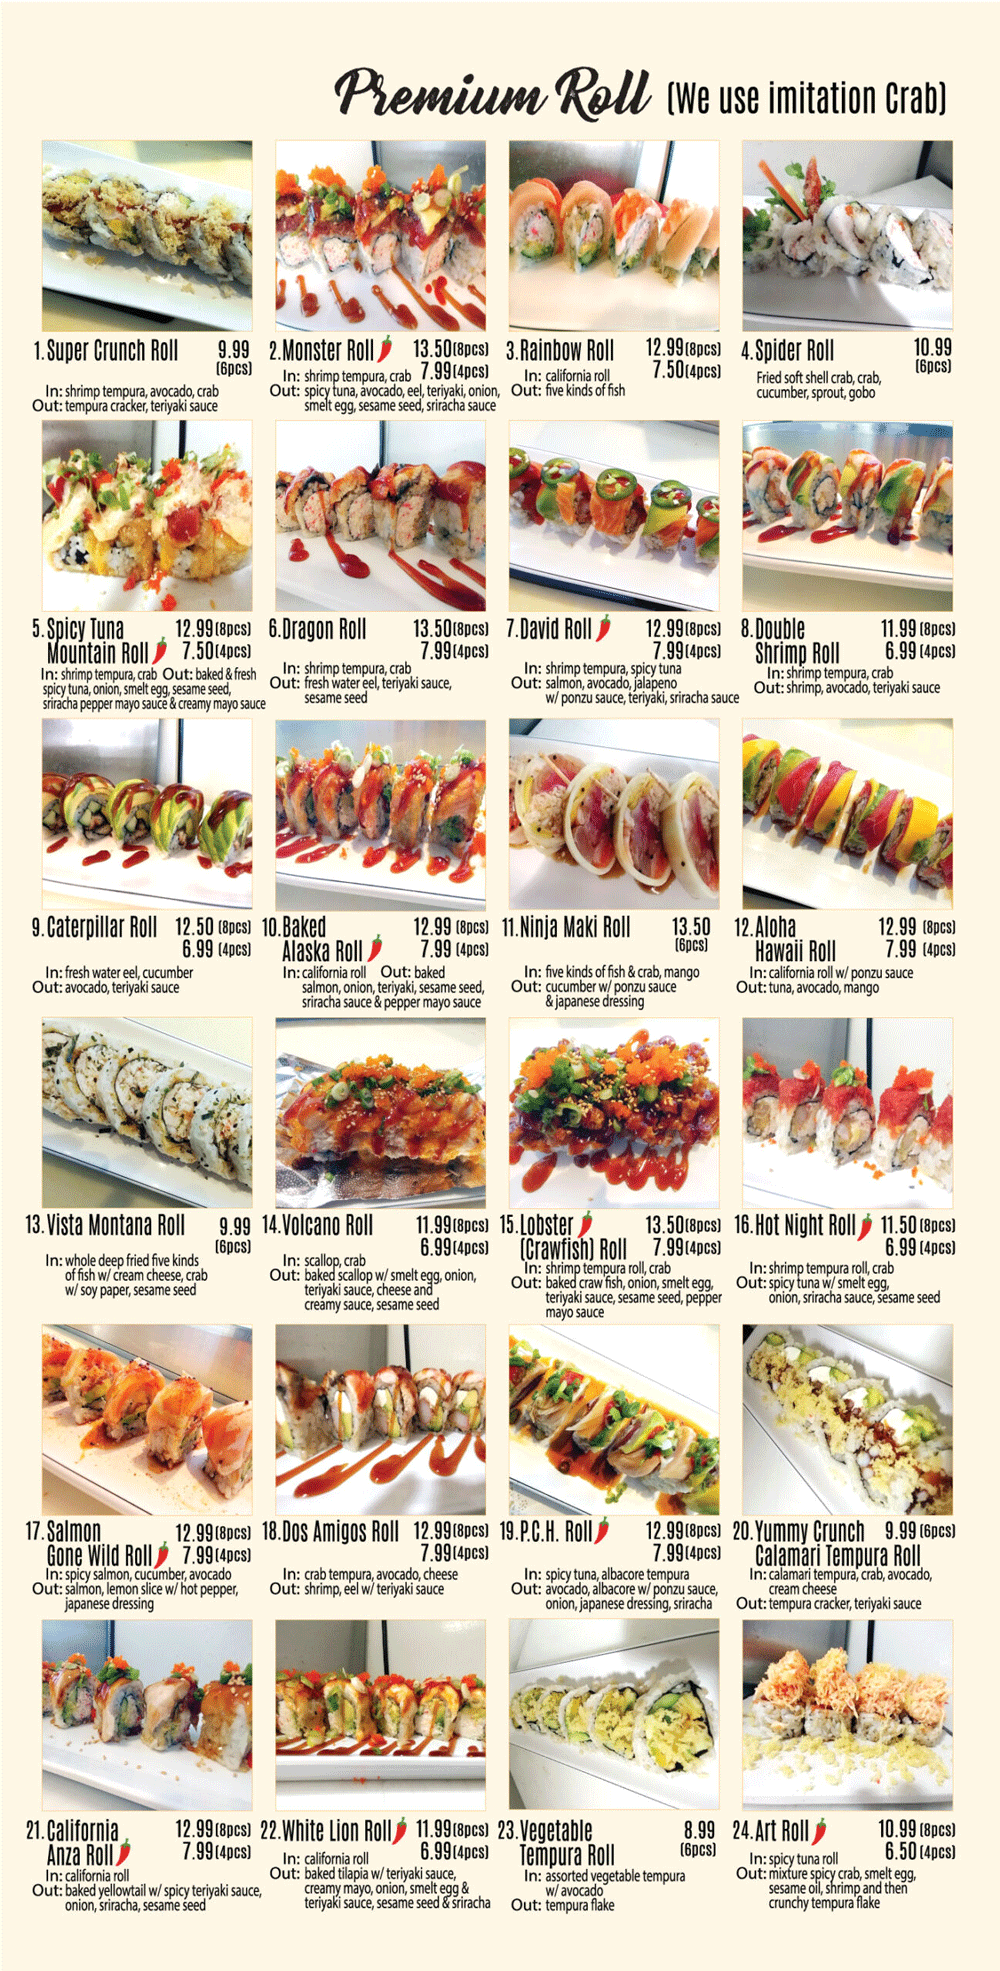 Premium Roll (We use imitation Crab)
1. Super Crunch Roll 9.99
(6pcs)
In: shrimp tempura, avocado, crab
Out: tempura cracker, teriyaki sauce
2. Monster Roll 13.50(8pcs)
7.99(4pcs)
In: shrimp tempura, crab
Out: spicy tuna, avocado, eel, teriyaki, onion,
smelt egg, sesame seed, sriracha sauce
3. Rainbow Roll 12.99(8pcs)
7.50(4pcs)
In: california roll
Out: five kinds of fish
4. Spider Roll 10.99
(6pcs)
Fried soft shell crab, crab,
cucumber, sprout, gobo
5. Spicy Tuna 12.99(8pcs)
Mountain Roll 7.50(4pcs)
In: shrimp tempura, crab Out: baked & fresh
spicy tuna, onion, smelt egg, sesame seed,
sriracha pepper mayo sauce & creamy mayo sauce
6. Dragon Roll 13.50(8pcs)
7.99(4pcs)
In: shrimp tempura, crab
Out: fresh water eel, teriyaki sauce,
sesame seed
7. David Roll 12.99(8pcs)
7.99(4pcs)
In: shrimp tempura, spicy tuna
Out: salmon, avocado, jalapeno
w/ ponzu sauce, teriyaki, sriracha sauce
8. Double 11.99 (8pcs)
Shrimp Roll 6.99 (4pcs)
In: shrimp tempura, crab
Out: shrimp, avocado, teriyaki sauce
9. Caterpillar Roll 12.50 (8pcs)
6.99 (4pcs)
In: fresh water eel, cucumber
Out: avocado, teriyaki sauce
10. Baked 12.99 (8pcs)
Alaska Roll 7.99 (4pcs)
In: california roll Out: baked
salmon, onion, teriyaki, sesame seed,
sriracha sauce & pepper mayo sauce
11. Ninja Maki Roll 13.50
(6pcs)
In: five kinds of fish & crab, mango
Out: cucumber w/ ponzu sauce
& japanese dressing
12. Aloha 12.99 (8pcs)
Hawaii Roll 7.99 (4pcs)
In: california roll w/ ponzu sauce
Out: tuna, avocado, mango
13. Vista Montana Roll 9.99
(6pcs)
In: whole deep fried five kinds
of fish w/ cream cheese, crab
w/ soy paper, sesame seed
14. Volcano Roll 11.99(8pcs)
6.99(4pcs)
In: scallop, crab
Out: baked scallop w/ smelt egg, onion,
teriyaki sauce, cheese and
creamy sauce, sesame seed
15. Lobster 13.50(8pcs)
(Crawfish) Roll 7.99(4pcs)
In: shrimp tempura roll, crab
Out: baked craw fish, onion, smelt egg,
teriyaki sauce, sesame seed, pepper
mayo sauce
16. Hot Night Roll 11.50 (8pcs)
6.99 (4pcs)
In: shrimp tempura roll, crab
Out: spicy tuna w/ smelt egg,
onion, sriracha sauce, sesame seed
17. Salmon 12.99(8pcs)
Gone Wild Roll 7.99(4pcs)
In: spicy salmon, cucumber, avocado
Out: salmon, lemon slice w/ hot pepper,
japanese dressing
18. Dos Amigos Roll 12.99(8pcs)
7.99(4pcs)
In: crab tempura, avocado, cheese
Out: shrimp, eel w/ teriyaki sauce
19. P.C.H. Roll 12.99(8pcs)
7.99(4pcs)
In: spicy tuna, albacore tempura
Out: avocado, albacore w/ ponzu sauce,
onion, japanese dressing, sriracha
20. Yummy Crunch 9.99 (6pcs)
Calamari Tempura Roll
In: calamari tempura, crab, avocado,
cream cheese
Out: tempura cracker, teriyaki sauce
21. California 12.99(8pcs)
Anza Roll 7.99(4pcs)
In: california roll
Out: baked yellowtail w/ spicy teriyaki sauce,
onion, sriracha, sesame seed
22. White Lion Roll 11.99(8pcs)
6.99(4pcs)
In: california roll
Out: baked tilapia w/ teriyaki sauce,
creamy mayo, onion, smelt egg &
teriyaki sauce, sesame seed & sriracha
23. Vegetable 8.99
Tempura Roll (6pcs)
In: assorted vegetable tempura
w/ avocado
Out: tempura flake
24. Art Roll 10.99 (8pcs)
6.50 (4pcs)
In: spicy tuna roll
Out: mixture spicy crab, smelt egg,
sesame oil, shrimp and then
crunchy tempura flake